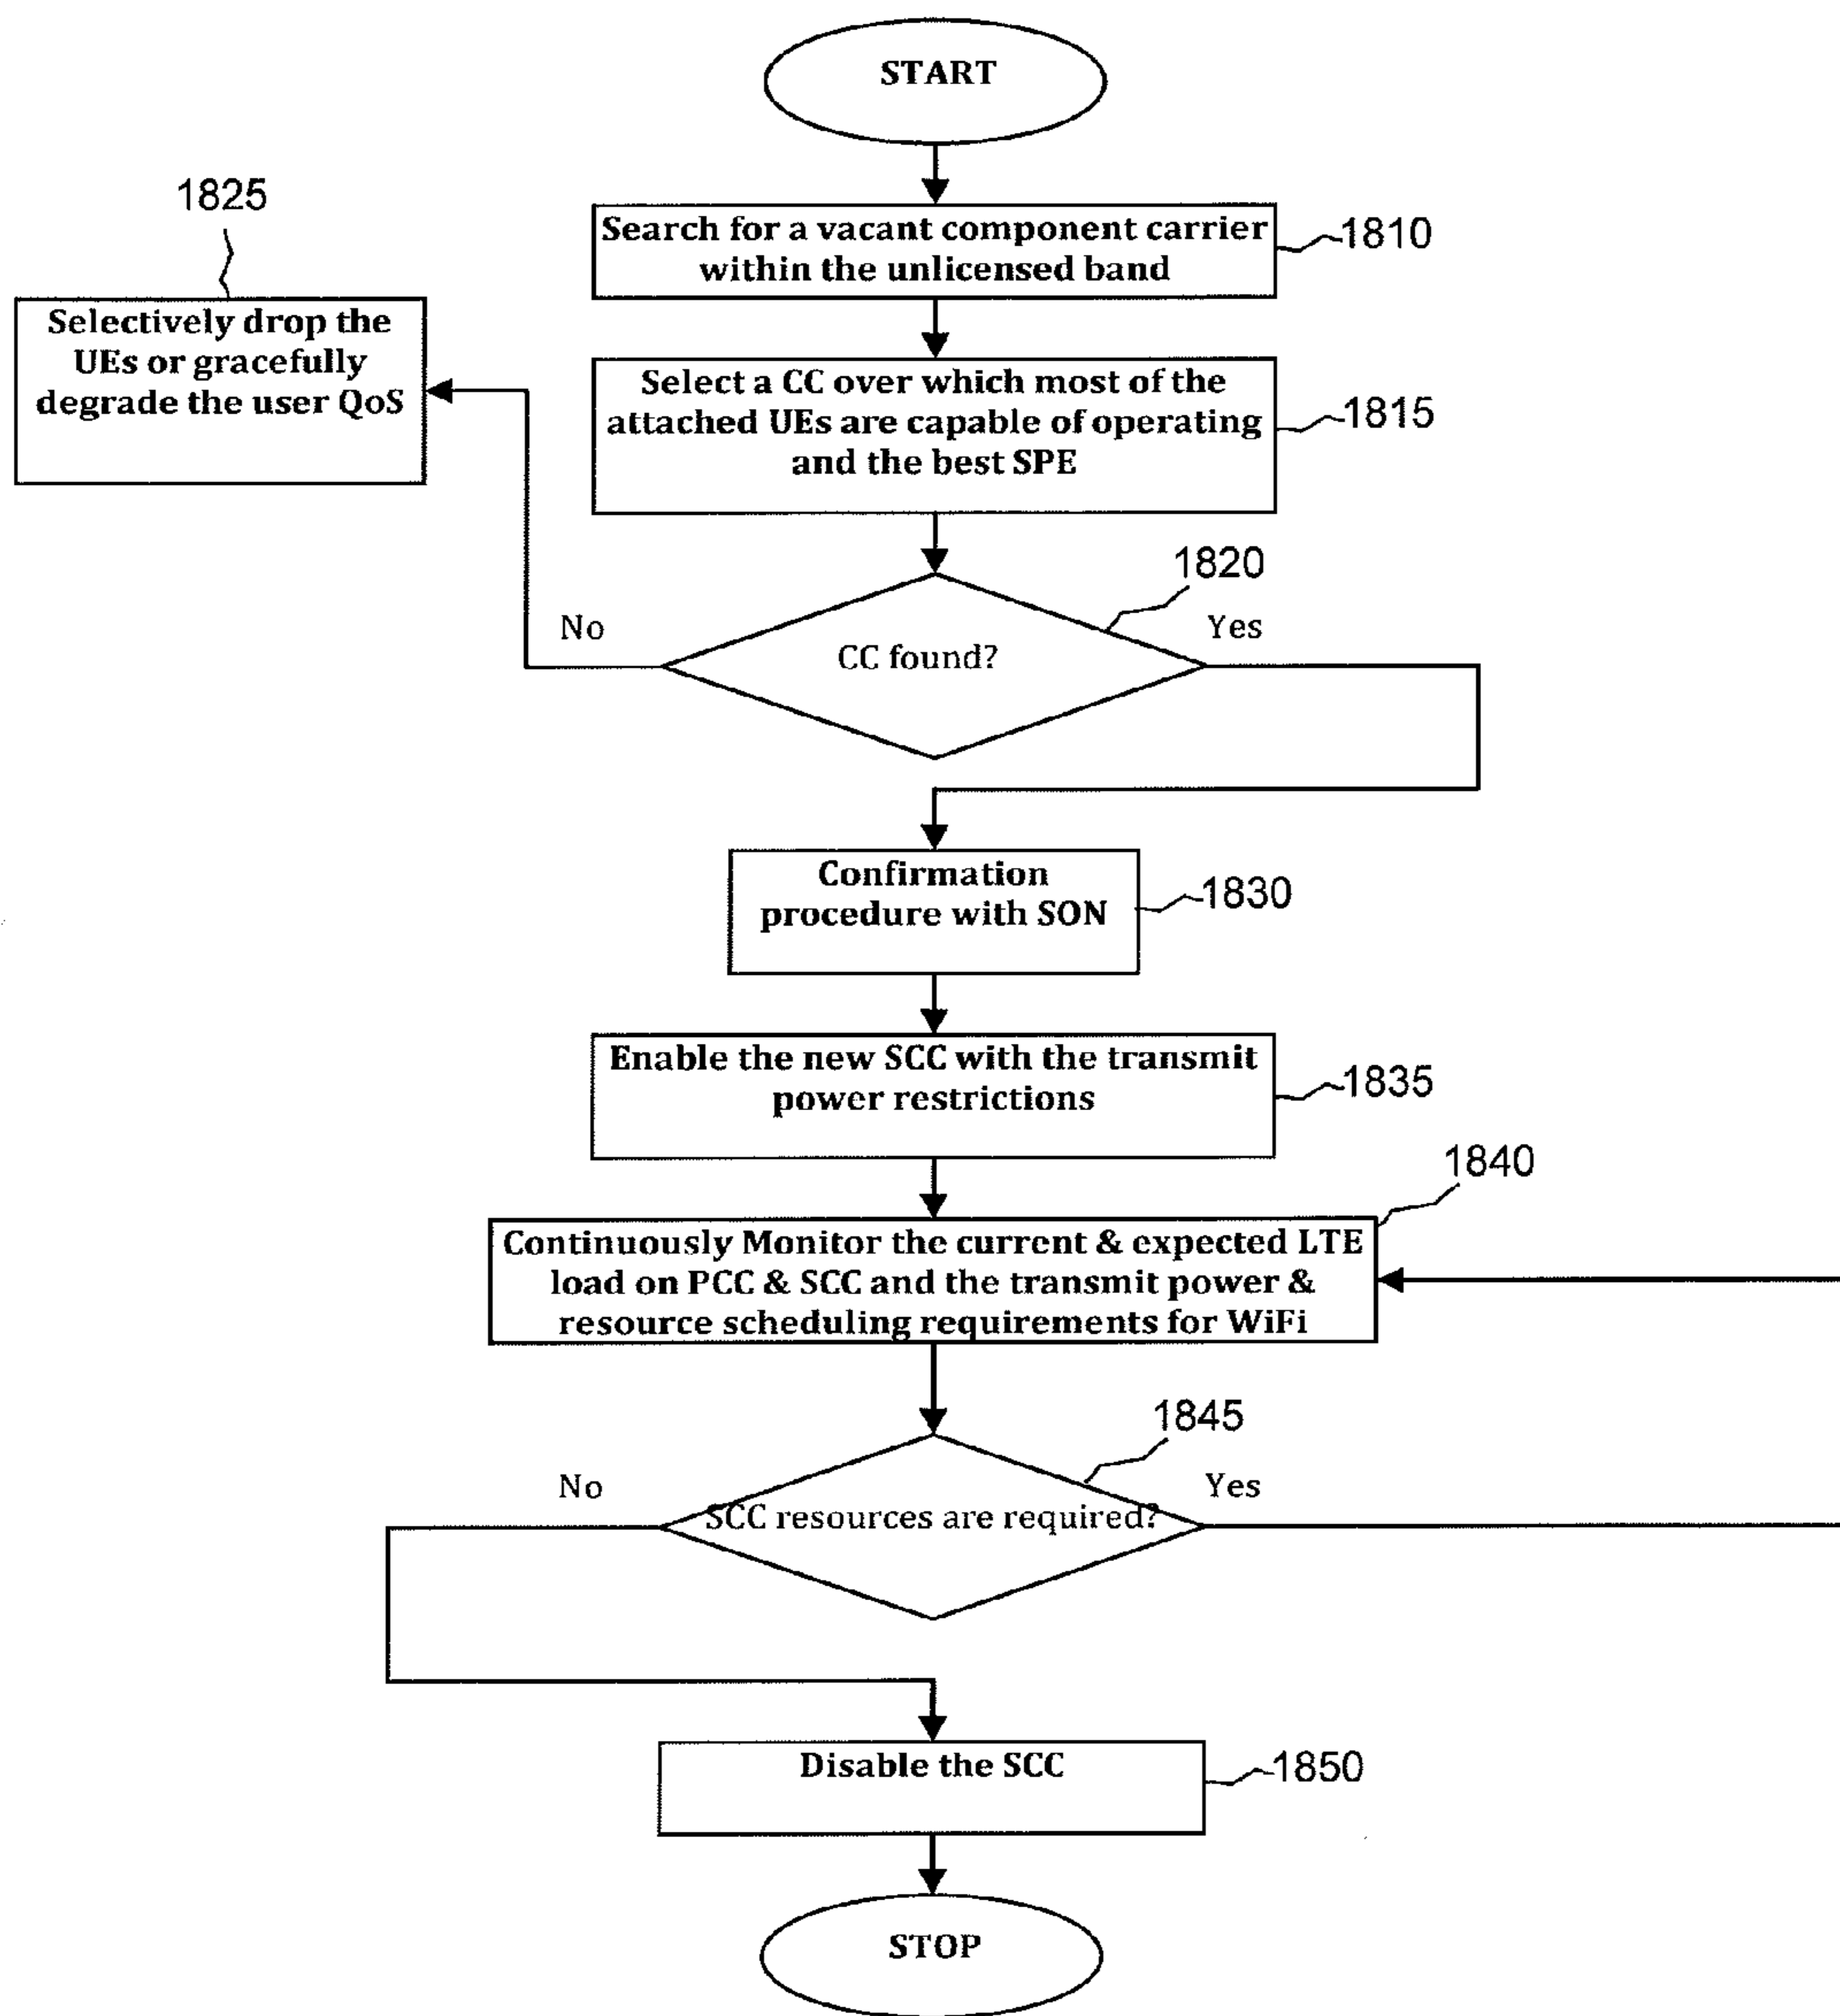 START
1825
Search for a vacant component carrier
within the unlicensed band
1810
Selectively drop the
UEs or gracefully
degrade the user QoS
Select a CC over which most of the
attached UEs are capable of operating
and the best SPE
1815
1820
No
Yes
CC found?
Confirmation
procedure with SON
1830
Enable the new SCC with the transmit
power restrictions
1835
1840
Continuously Monitor the current & expected LTE
load on PCC & SCC and the transmit power &
resource scheduling requirements for WiFi
1845
No
Yes
SCC resources are required?
Disable the SCC
1850
STOP